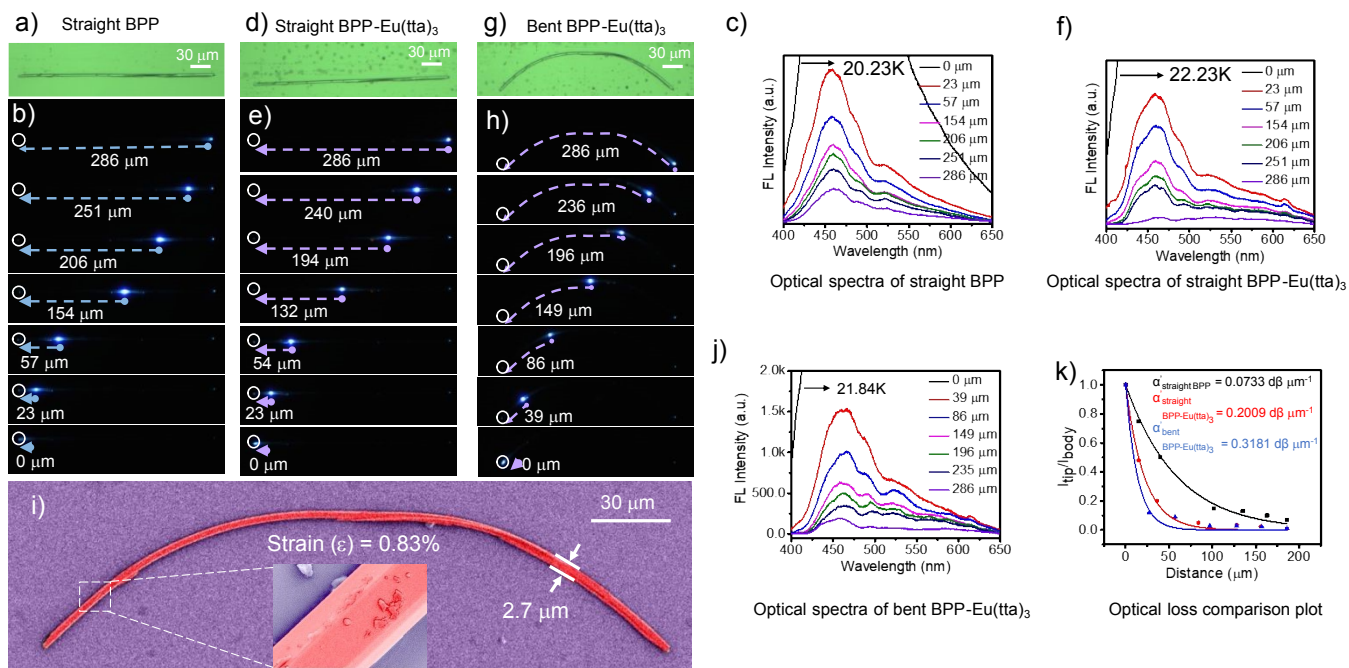 a)
Straight BPP
30 μm
b)
286 μm
251 μm
206 μm
154 μm
57 μm
23 μm
0 μm
d)
Straight BPP-Eu(tta)₃
30 μm
e)
286 μm
240 μm
194 μm
132 μm
54 μm
23 μm
0 μm
g)
Bent BPP-Eu(tta)₃
30 μm
h)
286 μm
236 μm
196 μm
149 μm
86 μm
39 μm
0 μm
c)
20.23K
0 μm
23 μm
57 μm
154 μm
206 μm
251 μm
286 μm
FL Intensity (a.u.)
400 450 500 550 600 650
Wavelength (nm)
Optical spectra of straight BPP
f)
22.23K
0 μm
23 μm
57 μm
154 μm
206 μm
251 μm
286 μm
FL Intensity (a.u.)
400 450 500 550 600 650
Wavelength (nm)
Optical spectra of straight BPP-Eu(tta)₃
i)
30 μm
Strain (ε) = 0.83%
2.7 μm
j)
2.0k
1.5k
1.0k
500.0
0.0
21.84K
0 μm
39 μm
86 μm
149 μm
196 μm
235 μm
286 μm
FL Intensity (a.u.)
400 450 500 550 600 650
Wavelength (nm)
Optical spectra of bent BPP-Eu(tta)₃
k)
α'straight BPP = 0.0733 dβ μm⁻¹
α'straight
BPP-Eu(tta)₃ = 0.2009 dβ μm⁻¹
α'bent
BPP-Eu(tta)₃ = 0.3181 dβ μm⁻¹
1.0
0.8
0.6
0.4
0.2
0.0
Itip/Ibody
0 50 100 150 200
Distance (μm)
Optical loss comparison plot